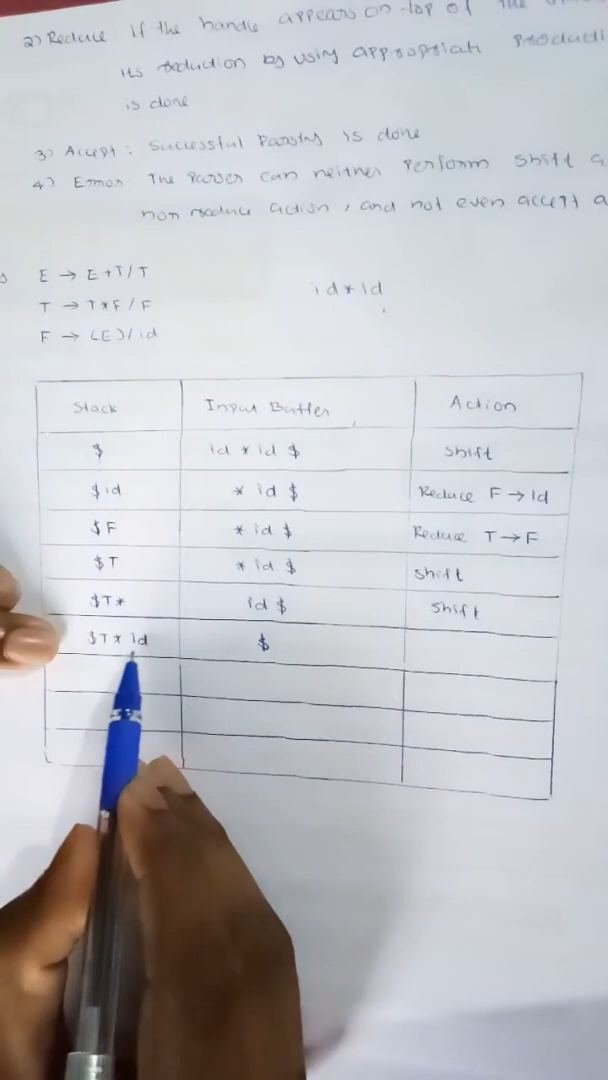 2) Reduce If the handle appears on top of the
its reduction by using appropriate
is done
3) Accept : Successful Parsing is done
4) Error: The Parser can neither Perform Shift
non reduce action, and not even accept
E → E+T/T
T → T*F/F
F → (E)/id
id*id
Stack Input Buffer Action
$ id * id $ Shift
$id * id $ Reduce F → id
$F * id $ Reduce T → F
$T * id $ Shift
$T* id $ Shift
$T*id $